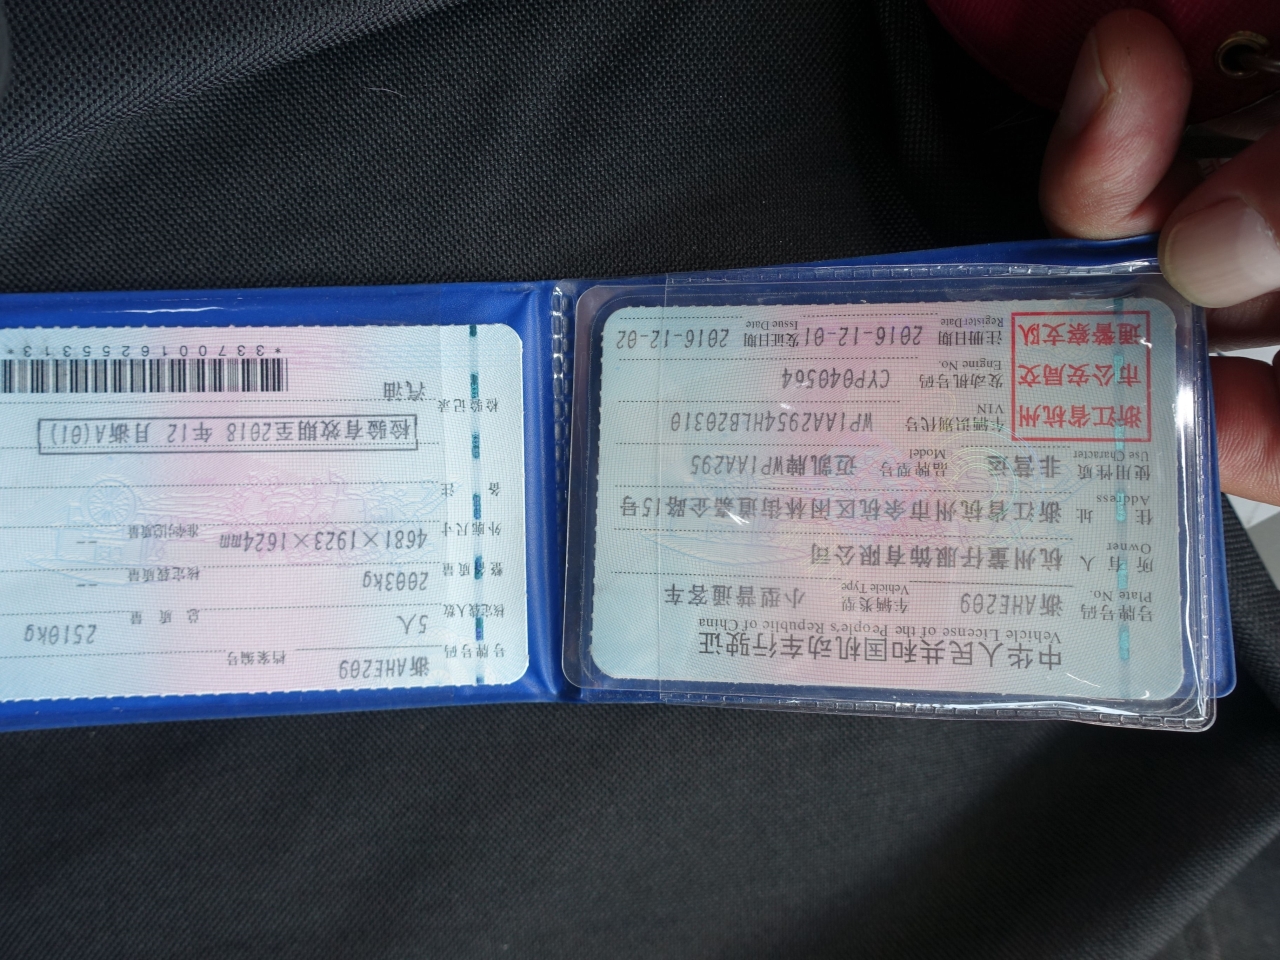 中华人民共和国机动车行驶证
Vehicle License of the People's Republic of China
号牌号码 浙AHE209 车辆类型 小型普通客车
Plate No. Vehicle Type
所有人 杭州董仔服饰有限公司
Owner
住址 浙江省杭州市余杭区闲林街道嘉企路15号
Address
使用性质 非营运 品牌型号 迈凯牌WP1AA295
Use Character Model
浙江省杭州
市公安局交
通警察支队
车辆识别代号 WP1AA2954HLB20310
VIN
发动机号码 CYP040564
Engine No.
注册日期 2016-12-01 发证日期 2016-12-02
Register Date Issue Date
号牌号码 浙AHE209 档案编号
核定载人数 5人 总质量 2510kg
整备质量 2003kg 核定载质量 --
外廓尺寸 4681×1923×1624mm 准牵引总质量 --
备注
检验有效期至2018年12月浙A(01)
检验记录
汽油
*3370016255313*